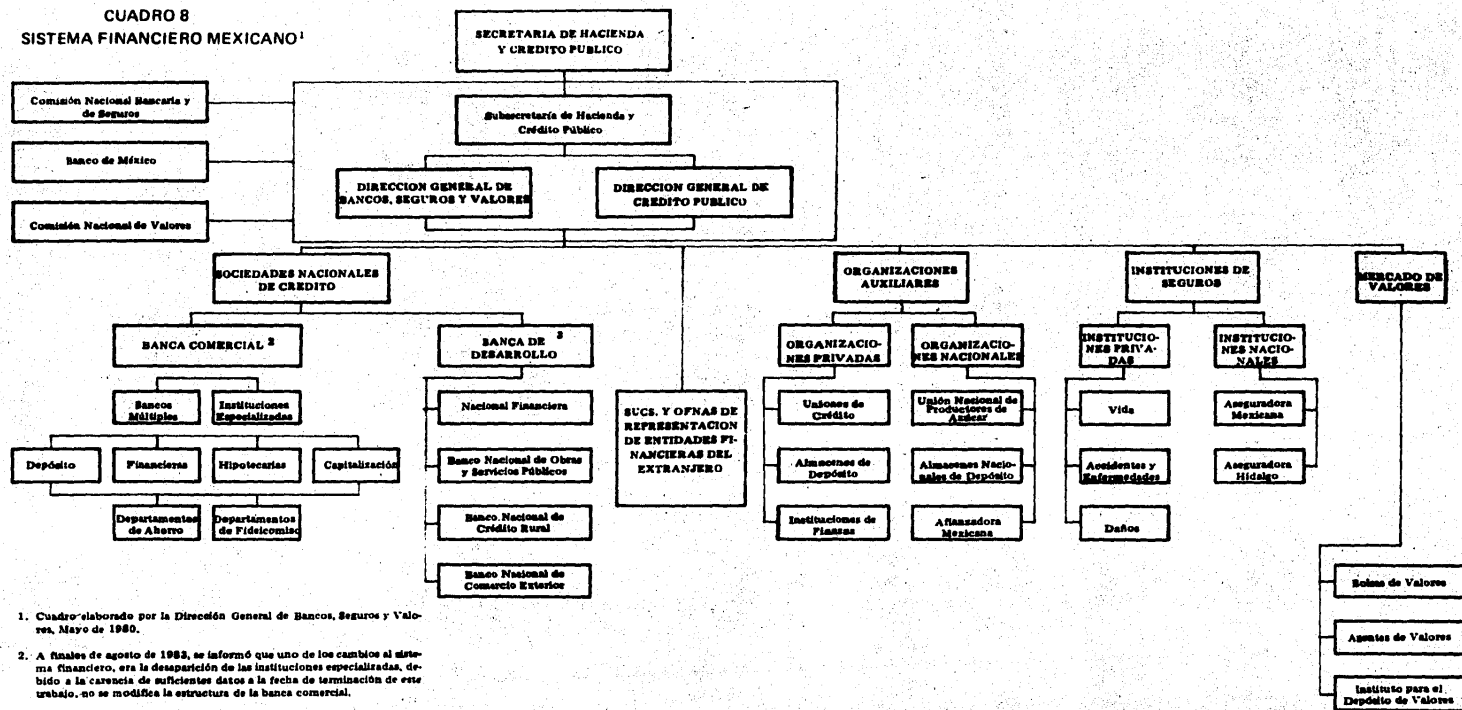 CUADRO 8
SISTEMA FINANCIERO MEXICANO 1
SECRETARIA DE HACIENDA
Y CREDITO PUBLICO
Comisión Nacional Bancaria y
de Seguros
Subsecretaría de Hacienda y
Crédito Público
Banco de México
DIRECCION GENERAL DE
BANCOS, SEGUROS Y VALORES
DIRECCION GENERAL DE
CREDITO PUBLICO
Comisión Nacional de Valores
SOCIEDADES NACIONALES
DE CREDITO
ORGANIZACIONES
AUXILIARES
INSTITUCIONES DE
SEGUROS
MERCADO DE
VALORES
BANCA COMERCIAL 2
BANCA DE 3
DESARROLLO
ORGANIZACIO-
NES PRIVADAS
ORGANIZACIO-
NES NACIONALES
INSTITUCIO-
NES PRIVA-
DAS
INSTITUCIO-
NES NACIO-
NALES
Bancos
Múltiples
Instituciones
Especializadas
Nacional Financiera
SUCS. Y OFNAS DE
REPRESENTACION
DE ENTIDADES FI-
NANCIERAS DEL
EXTRANJERO
Uniones de
Crédito
Unión Nacional de
Productores de
Azúcar
Vida
Aseguradora
Mexicana
Depósito
Financieras
Hipotecarias
Capitalización
Banco Nacional de Obras
y Servicios Públicos
Almacenes de
Depósito
Almacenes Nacio-
nales de Depósito
Accidentes y
Enfermedades
Aseguradora
Hidalgo
Departamentos
de Ahorro
Departamentos
de Fideicomiso
Banco Nacional de
Crédito Rural
Instituciones de
Fianzas
Afianzadora
Mexicana
Daños
Banco Nacional de
Comercio Exterior
Bolsas de Valores
Agentes de Valores
Instituto para el
Depósito de Valores
1. Cuadro elaborado por la Dirección General de Bancos, Seguros y Valo-
res, Mayo de 1980.
2. A finales de agosto de 1983, se informó que uno de los cambios al siste-
ma financiero, era la desaparición de las instituciones especializadas, de-
bido a la carencia de suficientes datos a la fecha de terminación de este
trabajo, no se modifica la estructura de la banca comercial.